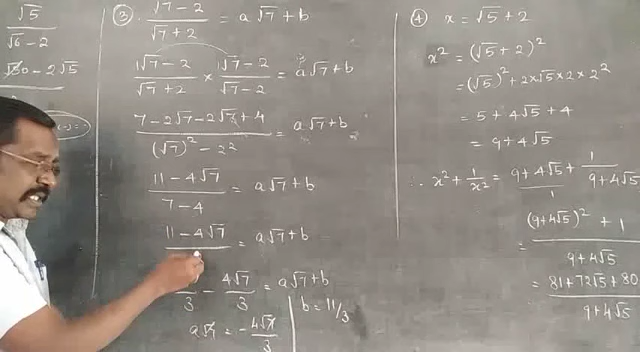 √5
√6 - 2
√30 - 2√5
③. √7 - 2 / √7 + 2 = a√7 + b
1√7 - 2 / √7 + 2 × 1√7 - 2 / √7 - 2 = a√7 + b
7 - 2√7 - 2√7 + 4 / (√7)² - 2² = a√7 + b
11 - 4√7 / 7 - 4 = a√7 + b
11 - 4√7 = a√7 + b
/ 3 - 4√7 / 3 = a√7 + b
a√7 = -4√7 / 3
b = 11/3
④ x = √5 + 2
x² = (√5 + 2)²
= (√5)² + 2×√5×2×2²
= 5 + 4√5 + 4
= 9 + 4√5
∴ x² + 1/x² = 9 + 4√5 / 1 + 1 / 9 + 4√5
= (9 + 4√5)² + 1 / 9 + 4√5
= 81 + 72√5 + 80 / 9 + 4√5